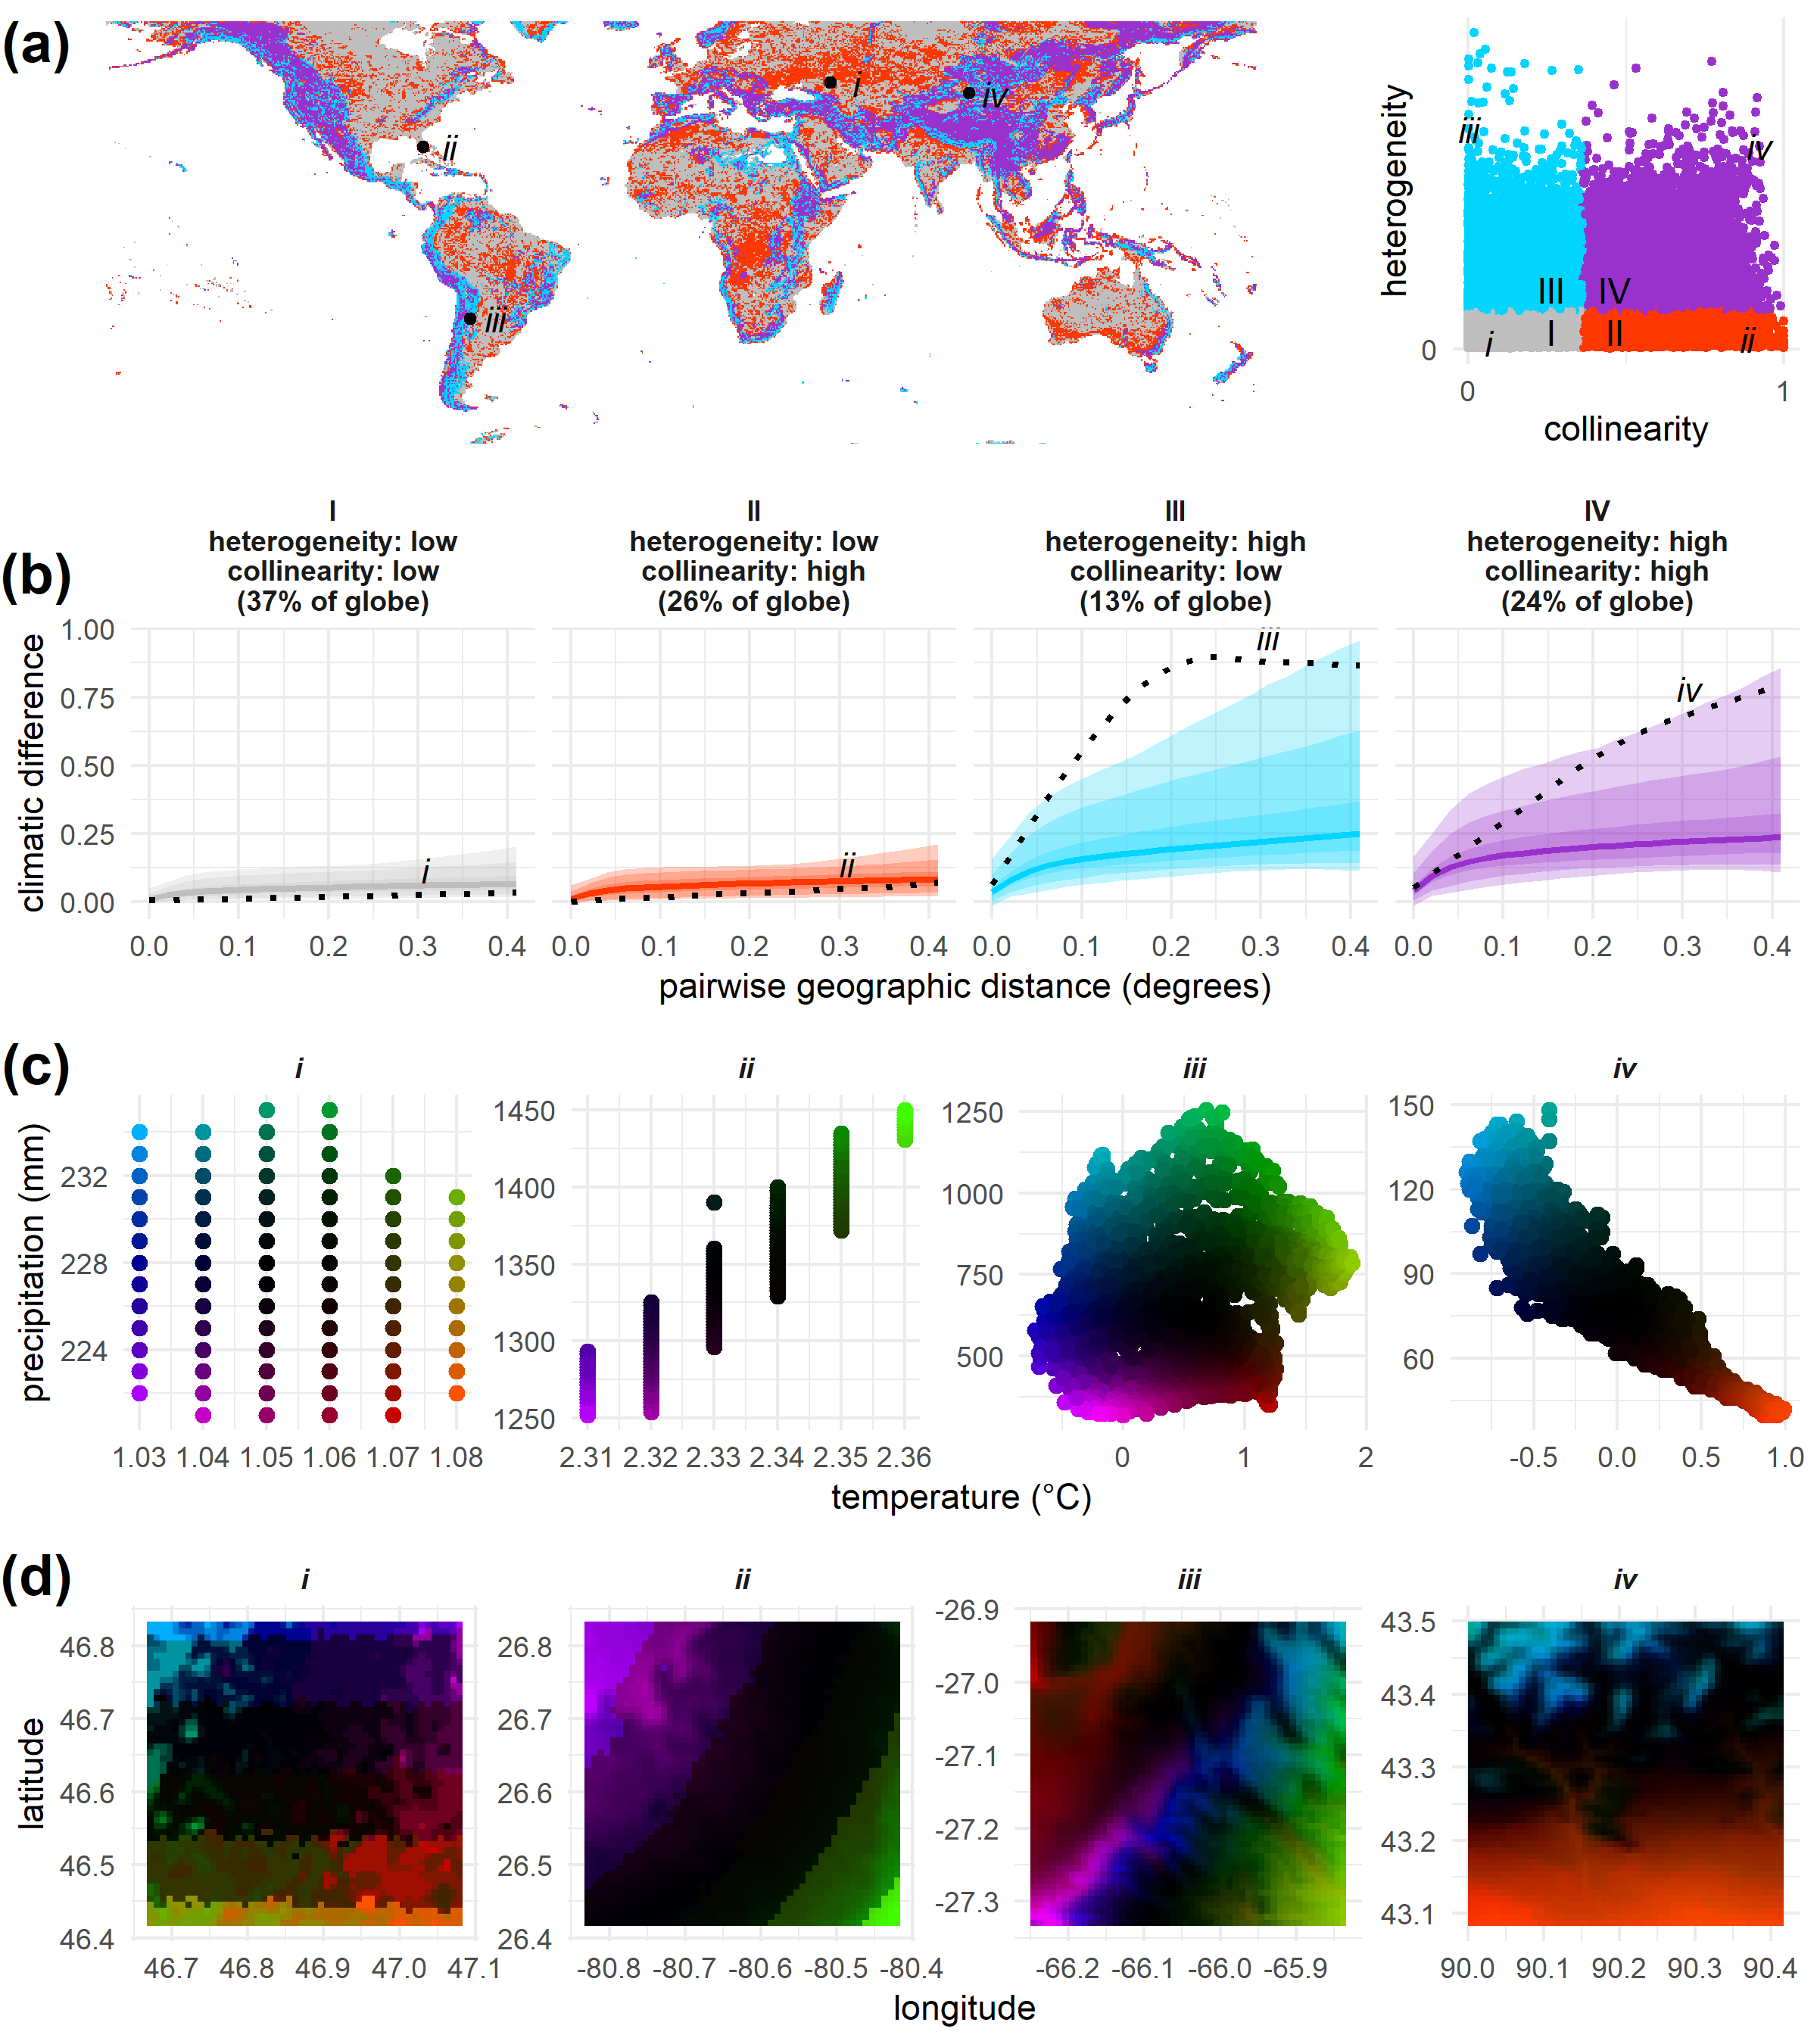 (a)
i
ii
iii
iv
heterogeneity
iii
iv
III
IV
I
II
i
ii
0
0
1
collinearity
(b)
I
heterogeneity: low
collinearity: low
(37% of globe)
II
heterogeneity: low
collinearity: high
(26% of globe)
III
heterogeneity: high
collinearity: low
(13% of globe)
IV
heterogeneity: high
collinearity: high
(24% of globe)
climatic difference
1.00
0.75
0.50
0.25
0.00
i
ii
iii
iv
0.0 0.1 0.2 0.3 0.4
0.0 0.1 0.2 0.3 0.4
0.0 0.1 0.2 0.3 0.4
0.0 0.1 0.2 0.3 0.4
pairwise geographic distance (degrees)
(c)
i
ii
iii
iv
precipitation (mm)
232
228
224
1.03 1.04 1.05 1.06 1.07 1.08
1450
1400
1350
1300
1250
2.31 2.32 2.33 2.34 2.35 2.36
1250
1000
750
500
0 1 2
150
120
90
60
-0.5 0.0 0.5 1.0
temperature (°C)
(d)
i
ii
iii
iv
latitude
46.8
46.7
46.6
46.5
46.4
46.7 46.8 46.9 47.0 47.1
26.8
26.7
26.6
26.5
26.4
-80.8 -80.7 -80.6 -80.5 -80.4
-26.9
-27.0
-27.1
-27.2
-27.3
-66.2 -66.1 -66.0 -65.9
43.5
43.4
43.3
43.2
43.1
90.0 90.1 90.2 90.3 90.4
longitude